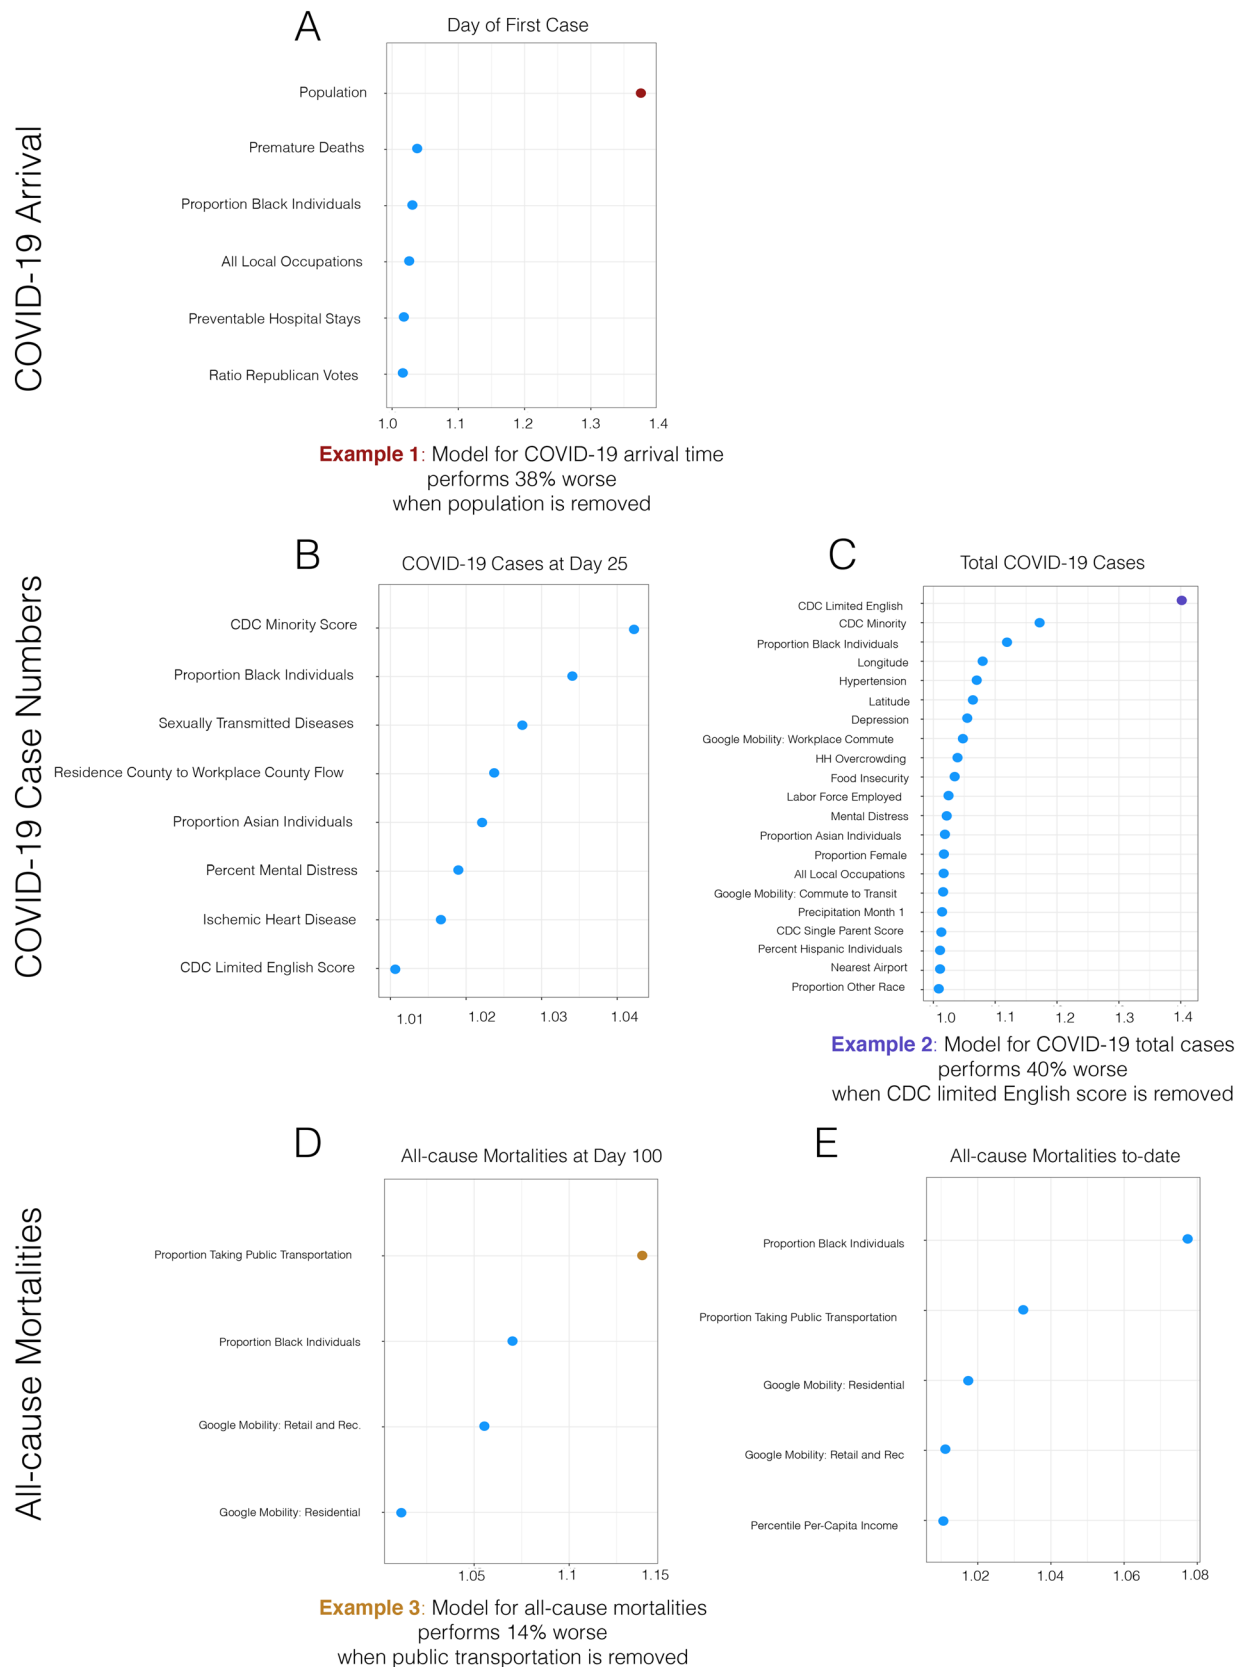 A
Day of First Case
COVID-19 Arrival
Population
Premature Deaths
Proportion Black Individuals
All Local Occupations
Preventable Hospital Stays
Ratio Republican Votes
1.0 1.1 1.2 1.3 1.4
Example 1: Model for COVID-19 arrival time
performs 38% worse
when population is removed
COVID-19 Case Numbers
B
COVID-19 Cases at Day 25
CDC Minority Score
Proportion Black Individuals
Sexually Transmitted Diseases
Residence County to Workplace County Flow
Proportion Asian Individuals
Percent Mental Distress
Ischemic Heart Disease
CDC Limited English Score
1.01 1.02 1.03 1.04
C
Total COVID-19 Cases
CDC Limited English
CDC Minority
Proportion Black Individuals
Longitude
Hypertension
Latitude
Depression
Google Mobility: Workplace Commute
HH Overcrowding
Food Insecurity
Labor Force Employed
Mental Distress
Proportion Asian Individuals
Proportion Female
All Local Occupations
Google Mobility: Commute to Transit
Precipitation Month 1
CDC Single Parent Score
Percent Hispanic Individuals
Nearest Airport
Proportion Other Race
1.0 1.1 1.2 1.3 1.4
Example 2: Model for COVID-19 total cases
performs 40% worse
when CDC limited English score is removed
All-cause Mortalities
D
All-cause Mortalities at Day 100
Proportion Taking Public Transportation
Proportion Black Individuals
Google Mobility: Retail and Rec.
Google Mobility: Residential
1.05 1.1 1.15
Example 3: Model for all-cause mortalities
performs 14% worse
when public transportation is removed
E
All-cause Mortalities to-date
Proportion Black Individuals
Proportion Taking Public Transportation
Google Mobility: Residential
Google Mobility: Retail and Rec
Percentile Per-Capita Income
1.02 1.04 1.06 1.08